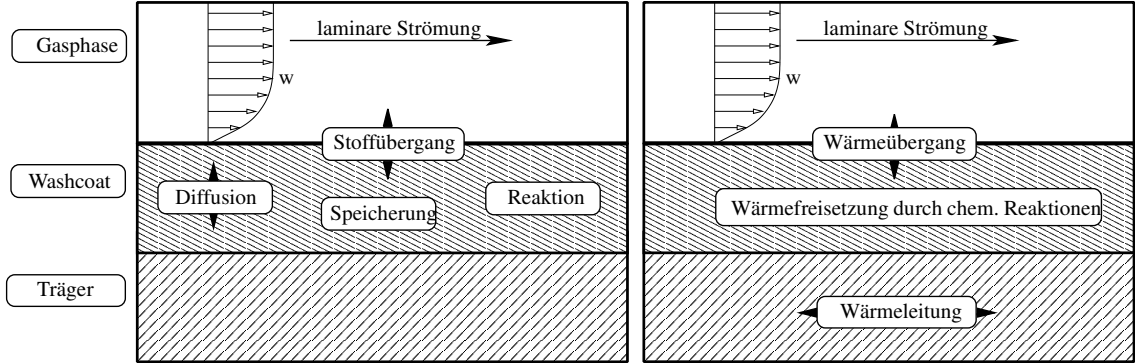 Gasphase
laminare Strömung
w
Stoffübergang
Washcoat
Diffusion
Speicherung
Reaktion
Träger
laminare Strömung
w
Wärmeübergang
Wärmefreisetzung durch chem. Reaktionen
Wärmeleitung